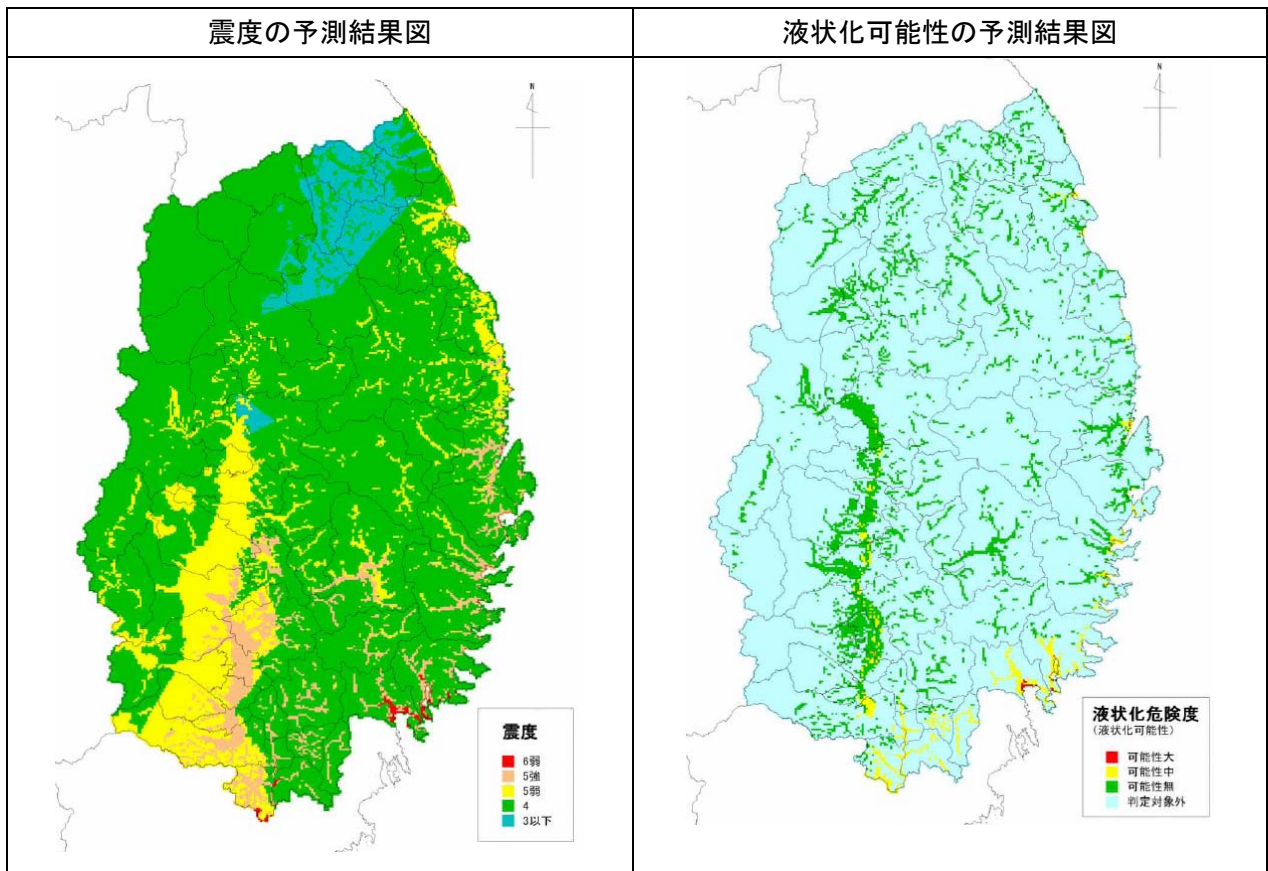 震度の予測結果図
液状化可能性の予測結果図
N
N
震度
6弱
5強
5弱
4
3以下
液状化危険度
(液状化可能性)
可能性大
可能性中
可能性無
判定対象外